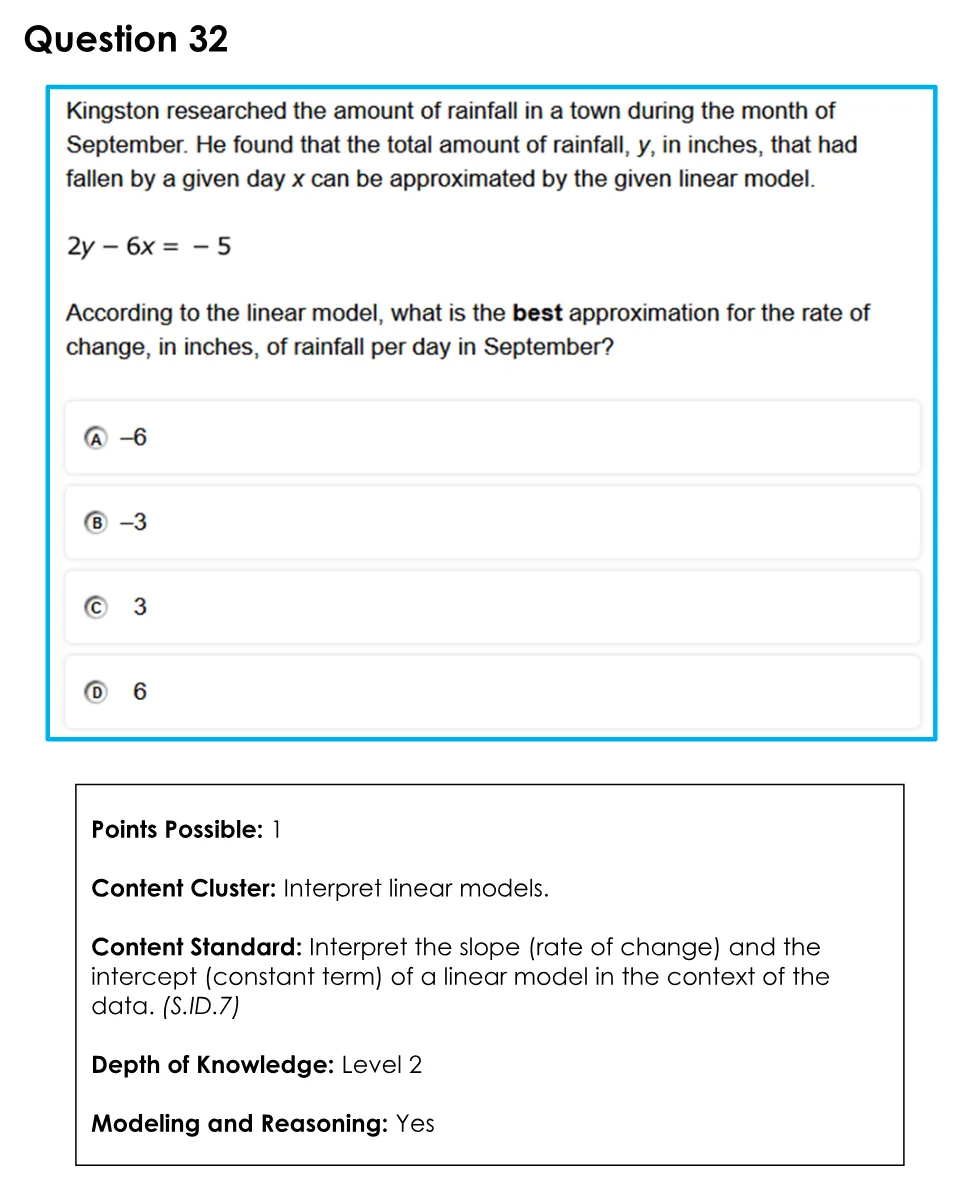 Question 32
Kingston researched the amount of rainfall in a town during the month of
September. He found that the total amount of rainfall, y, in inches, that had
fallen by a given day x can be approximated by the given linear model.
2y – 6x = – 5
According to the linear model, what is the best approximation for the rate of
change, in inches, of rainfall per day in September?
A –6
B –3
C 3
D 6
Points Possible: 1
Content Cluster: Interpret linear models.
Content Standard: Interpret the slope (rate of change) and the
intercept (constant term) of a linear model in the context of the
data. (S.ID.7)
Depth of Knowledge: Level 2
Modeling and Reasoning: Yes